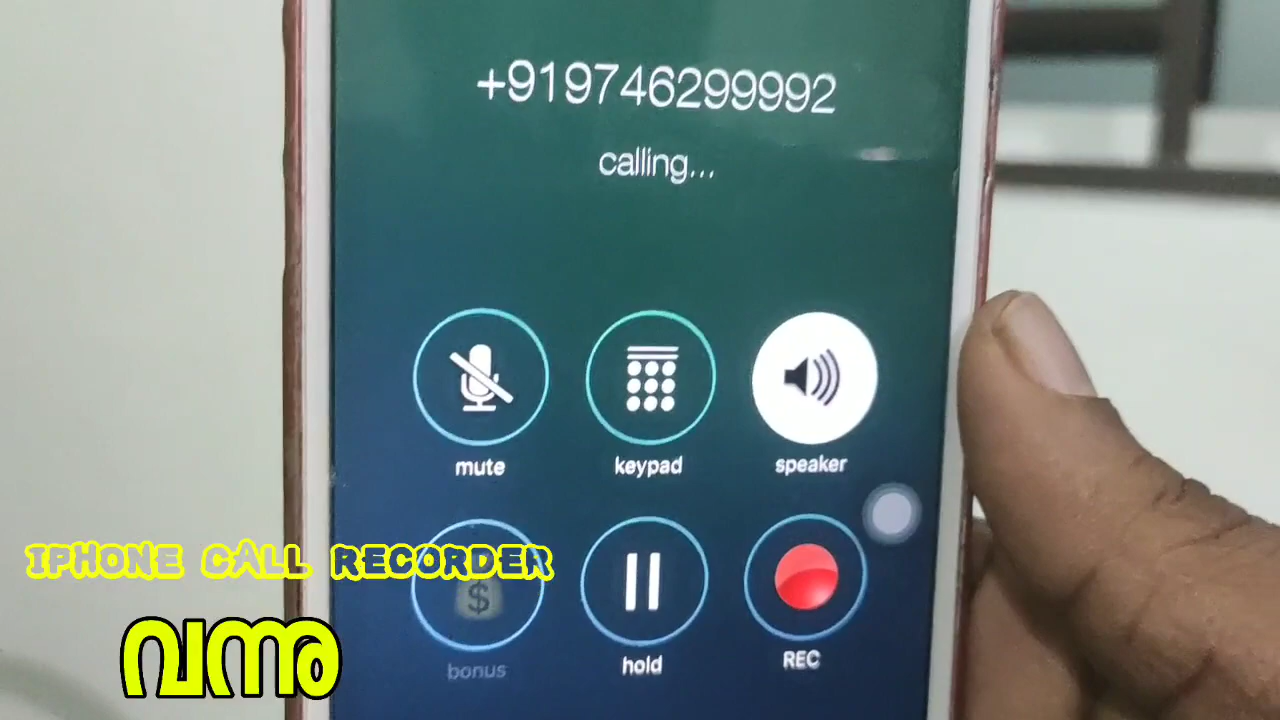 +919746299992
calling...
mute
keypad
speaker
IPHONE CALL RECORDER
$
bonus
hold
REC
വന്നു